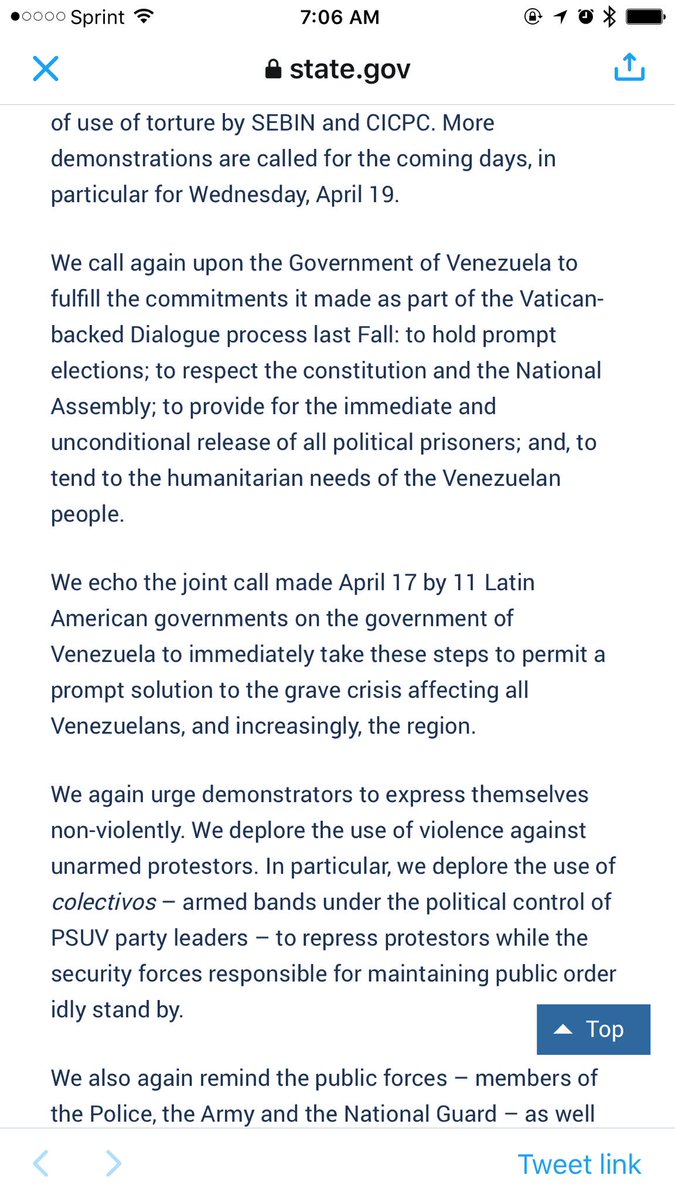 Sprint 7:06 AM
state.gov
of use of torture by SEBIN and CICPC. More
demonstrations are called for the coming days, in
particular for Wednesday, April 19.
We call again upon the Government of Venezuela to
fulfill the commitments it made as part of the Vatican-
backed Dialogue process last Fall: to hold prompt
elections; to respect the constitution and the National
Assembly; to provide for the immediate and
unconditional release of all political prisoners; and, to
tend to the humanitarian needs of the Venezuelan
people.
We echo the joint call made April 17 by 11 Latin
American governments on the government of
Venezuela to immediately take these steps to permit a
prompt solution to the grave crisis affecting all
Venezuelans, and increasingly, the region.
We again urge demonstrators to express themselves
non-violently. We deplore the use of violence against
unarmed protestors. In particular, we deplore the use of
colectivos – armed bands under the political control of
PSUV party leaders – to repress protestors while the
security forces responsible for maintaining public order
idly stand by.
Top
We also again remind the public forces – members of
the Police, the Army and the National Guard – as well
Tweet link